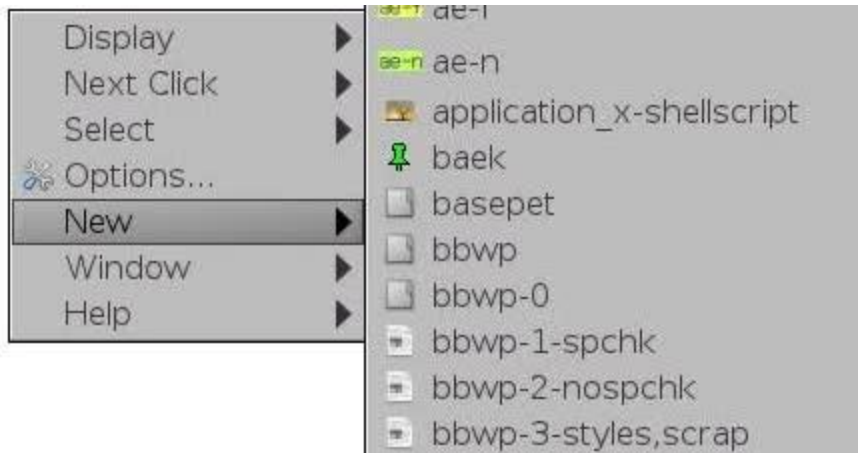 Display
Next Click
Select
Options...
New
Window
Help
ae-n ae-n
application_x-shellscript
baek
basepet
bbwp
bbwp-0
bbwp-1-spchk
bbwp-2-nospchk
bbwp-3-styles,scrap